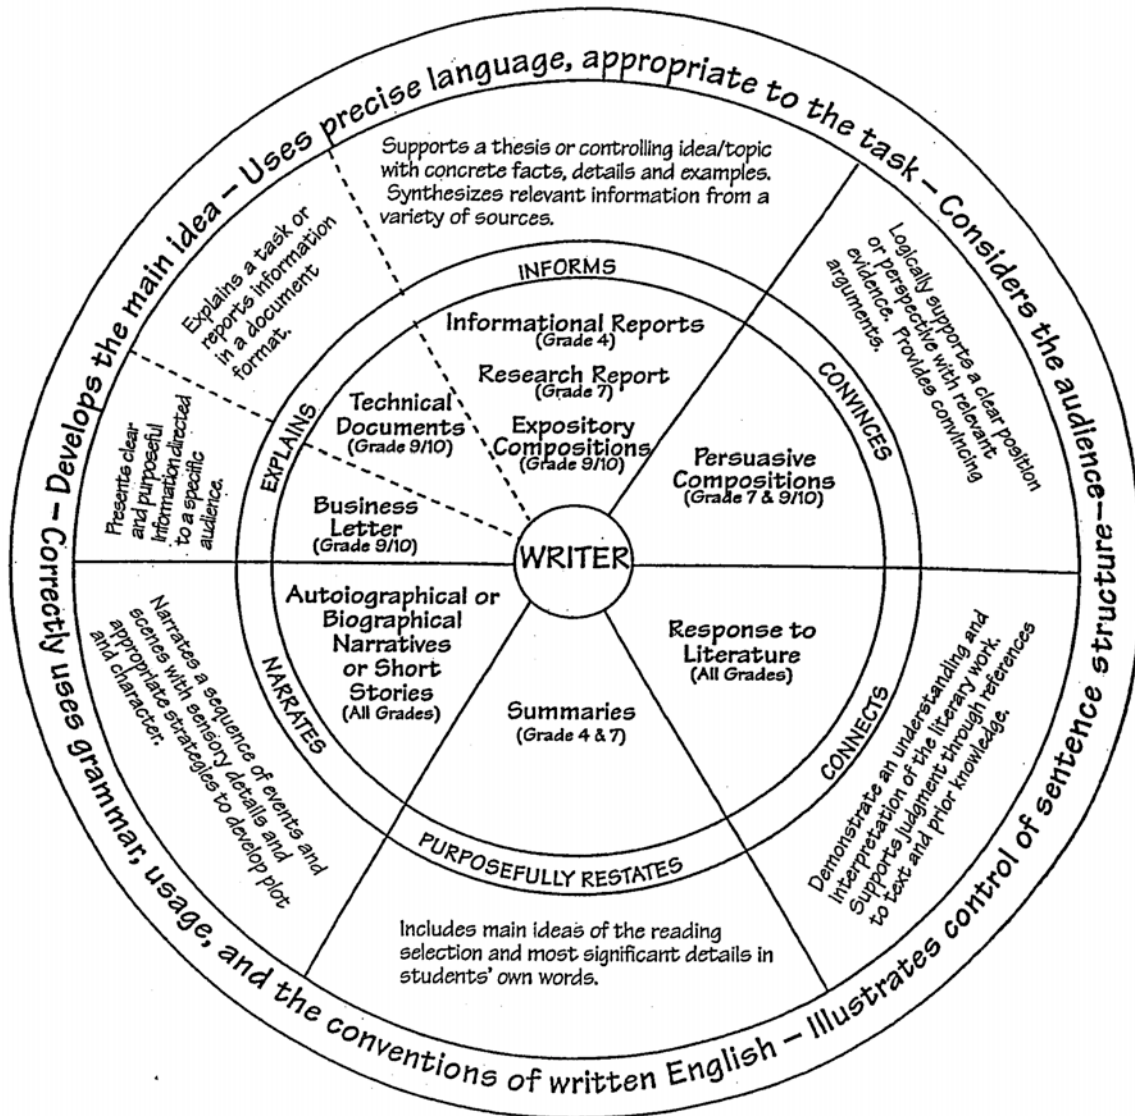 Develops the main idea – Uses precise language, appropriate to the task – Considers the audience – Illustrates control of sentence structure – Correctly uses grammar, usage, and the conventions of written English –
Supports a thesis or controlling idea/topic
with concrete facts, details and examples.
Synthesizes relevant information from a
variety of sources.
INFORMS
Informational Reports
(Grade 4)
Research Report
(Grade 7)
Expository
Compositions
(Grade 9/10)
Logically supports a clear position
or perspective with relevant
evidence. Provides convincing
arguments.
CONVINCES
Persuasive
Compositions
(Grade 7 & 9/10)
Demonstrate an understanding and
interpretation of the literary work.
Supports judgment through references
to text and prior knowledge.
CONNECTS
Response to
Literature
(All Grades)
Includes main ideas of the reading
selection and most significant details in
students' own words.
PURPOSEFULLY RESTATES
Summaries
(Grade 4 & 7)
Narrates a sequence of events and
scenes with sensory details and
appropriate strategies to develop plot
and character.
NARRATES
Autoiographical or
Biographical
Narratives
or Short
Stories
(All Grades)
Presents clear
and purposeful
Information directed
to a specific
audience.
EXPLAINS
Business
Letter
(Grade 9/10)
Explains a task or
reports information
in a document
format.
Technical
Documents
(Grade 9/10)
WRITER